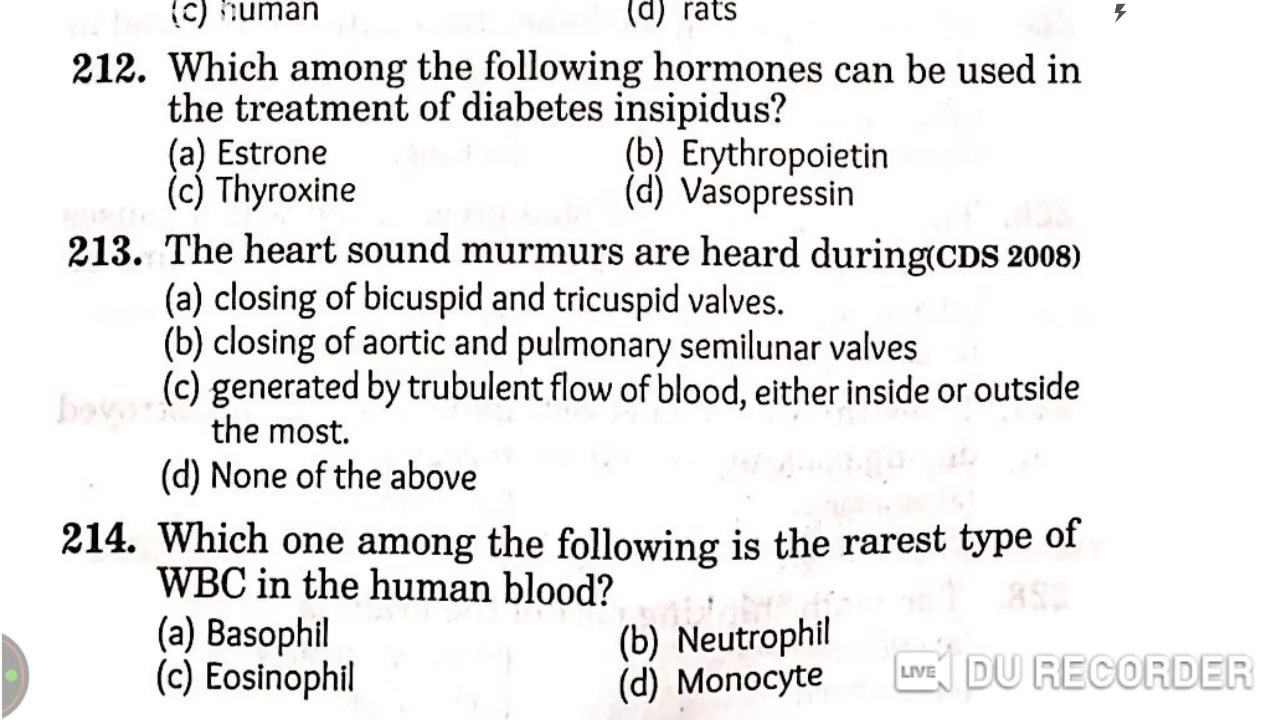 (c) human (d) rats
212. Which among the following hormones can be used in
the treatment of diabetes insipidus?
(a) Estrone (b) Erythropoietin
(c) Thyroxine (d) Vasopressin
213. The heart sound murmurs are heard during(CDS 2008)
(a) closing of bicuspid and tricuspid valves.
(b) closing of aortic and pulmonary semilunar valves
(c) generated by trubulent flow of blood, either inside or outside
the most.
(d) None of the above
214. Which one among the following is the rarest type of
WBC in the human blood?
(a) Basophil (b) Neutrophil
(c) Eosinophil (d) Monocyte
LIVE DU RECORDER